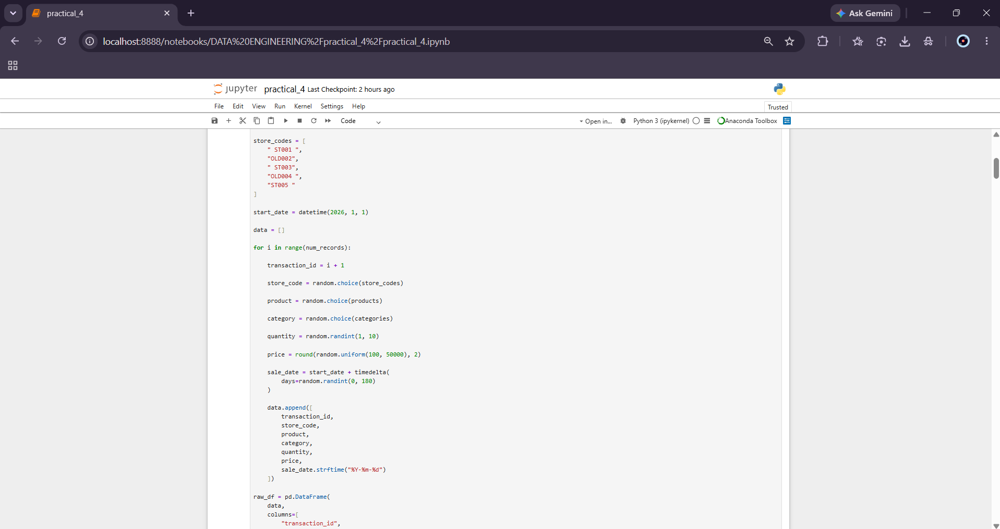 practical_4
Ask Gemini
localhost:8888/notebooks/DATA%20ENGINEERING%2Fpractical_4%2Fpractical_4.ipynb
jupyter practical_4 Last Checkpoint: 2 hours ago
File Edit View Run Kernel Settings Help
Trusted
Code
Open in... Python 3 (ipykernel) Anaconda Toolbox
store_codes = [
    " ST001 ",
    "OLD002",
    " ST003",
    "OLD004 ",
    "ST005 "
]
start_date = datetime(2026, 1, 1)
data = []
for i in range(num_records):
    transaction_id = i + 1
    store_code = random.choice(store_codes)
    product = random.choice(products)
    category = random.choice(categories)
    quantity = random.randint(1, 10)
    price = round(random.uniform(100, 50000), 2)
    sale_date = start_date + timedelta(
        days=random.randint(0, 180)
    )
    data.append([
        transaction_id,
        store_code,
        product,
        category,
        quantity,
        price,
        sale_date.strftime("%Y-%m-%d")
    ])
raw_df = pd.DataFrame(
    data,
    columns=[
        "transaction_id",